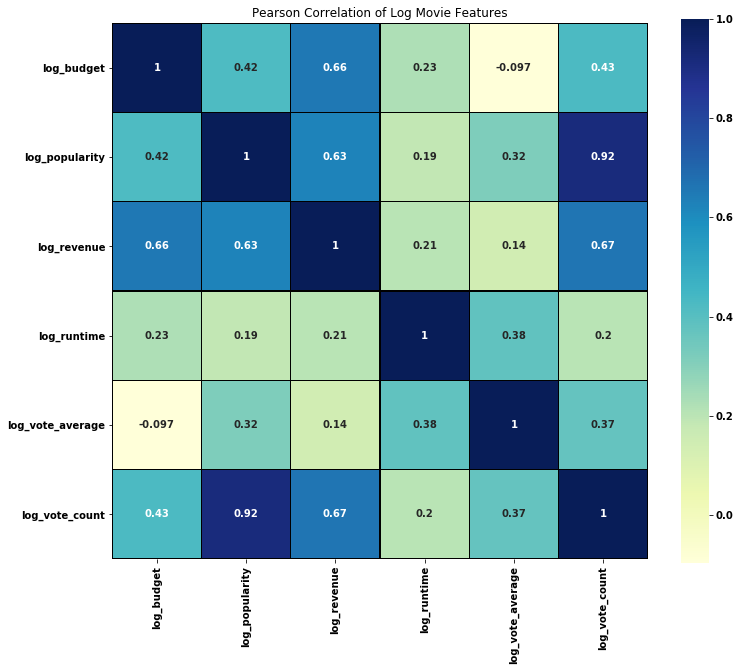 Pearson Correlation of Log Movie Features
log_budget 1 0.42 0.66 0.23 -0.097 0.43
log_popularity 0.42 1 0.63 0.19 0.32 0.92
log_revenue 0.66 0.63 1 0.21 0.14 0.67
log_runtime 0.23 0.19 0.21 1 0.38 0.2
log_vote_average -0.097 0.32 0.14 0.38 1 0.37
log_vote_count 0.43 0.92 0.67 0.2 0.37 1
log_budget
log_popularity
log_revenue
log_runtime
log_vote_average
log_vote_count
1.0
0.8
0.6
0.4
0.2
0.0